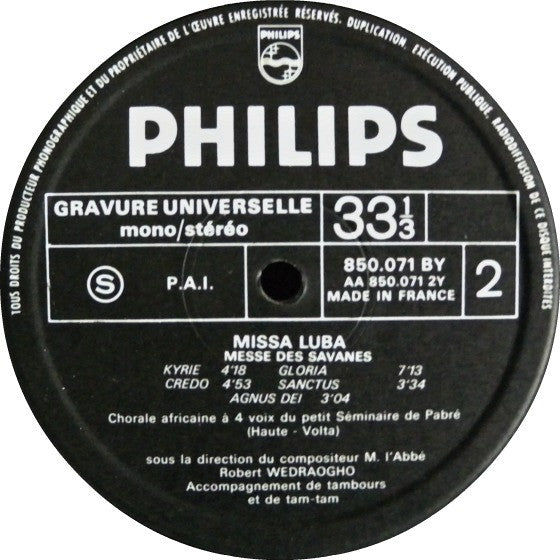 TOUS DROITS DU PRODUCTEUR PHONOGRAPHIQUE ET DU PROPRIÉTAIRE DE L'ŒUVRE ENREGISTRÉE RÉSERVÉS. DUPLICATION, EXÉCUTION PUBLIQUE, RADIODIFFUSION DE CE DISQUE INTERDITES
PHILIPS
PHILIPS
GRAVURE UNIVERSELLE
mono/stéréo
33 1/3
S
P.A.I.
850.071 BY
AA 850.071 2Y
MADE IN FRANCE
2
MISSA LUBA
MESSE DES SAVANES
KYRIE 4'18 GLORIA 7'13
CREDO 4'53 SANCTUS 3'34
AGNUS DEI 3'04
Chorale africaine à 4 voix du petit Séminaire de Pabré
(Haute - Volta)
sous la direction du compositeur M. l'Abbé
Robert WEDRAOGHO
Accompagnement de tambours
et de tam-tam